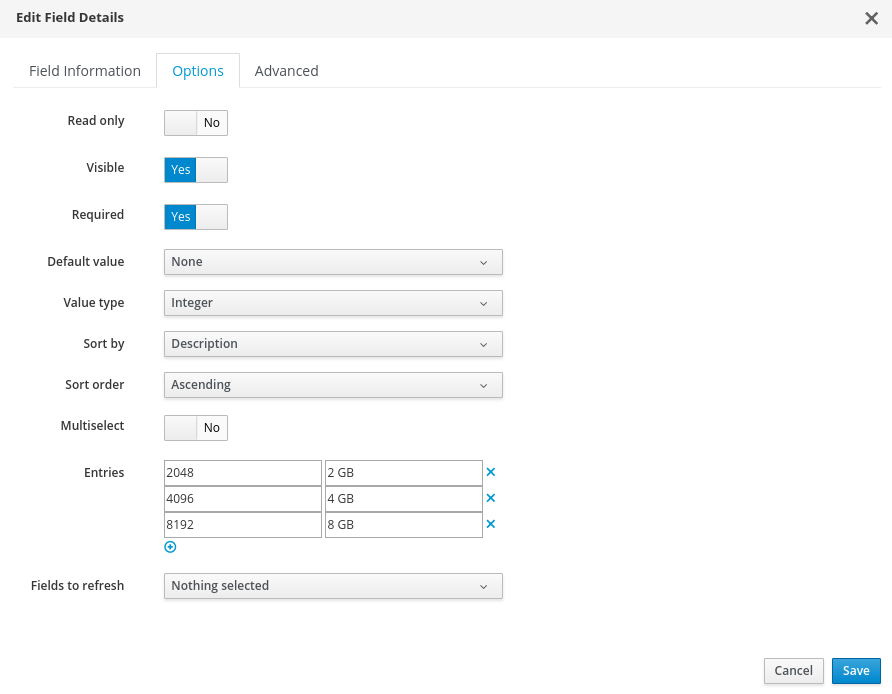 Edit Field Details
Field Information Options Advanced
Read only No
Visible Yes
Required Yes
Default value None
Value type Integer
Sort by Description
Sort order Ascending
Multiselect No
Entries 2048 2 GB
4096 4 GB
8192 8 GB
Fields to refresh Nothing selected
Cancel Save